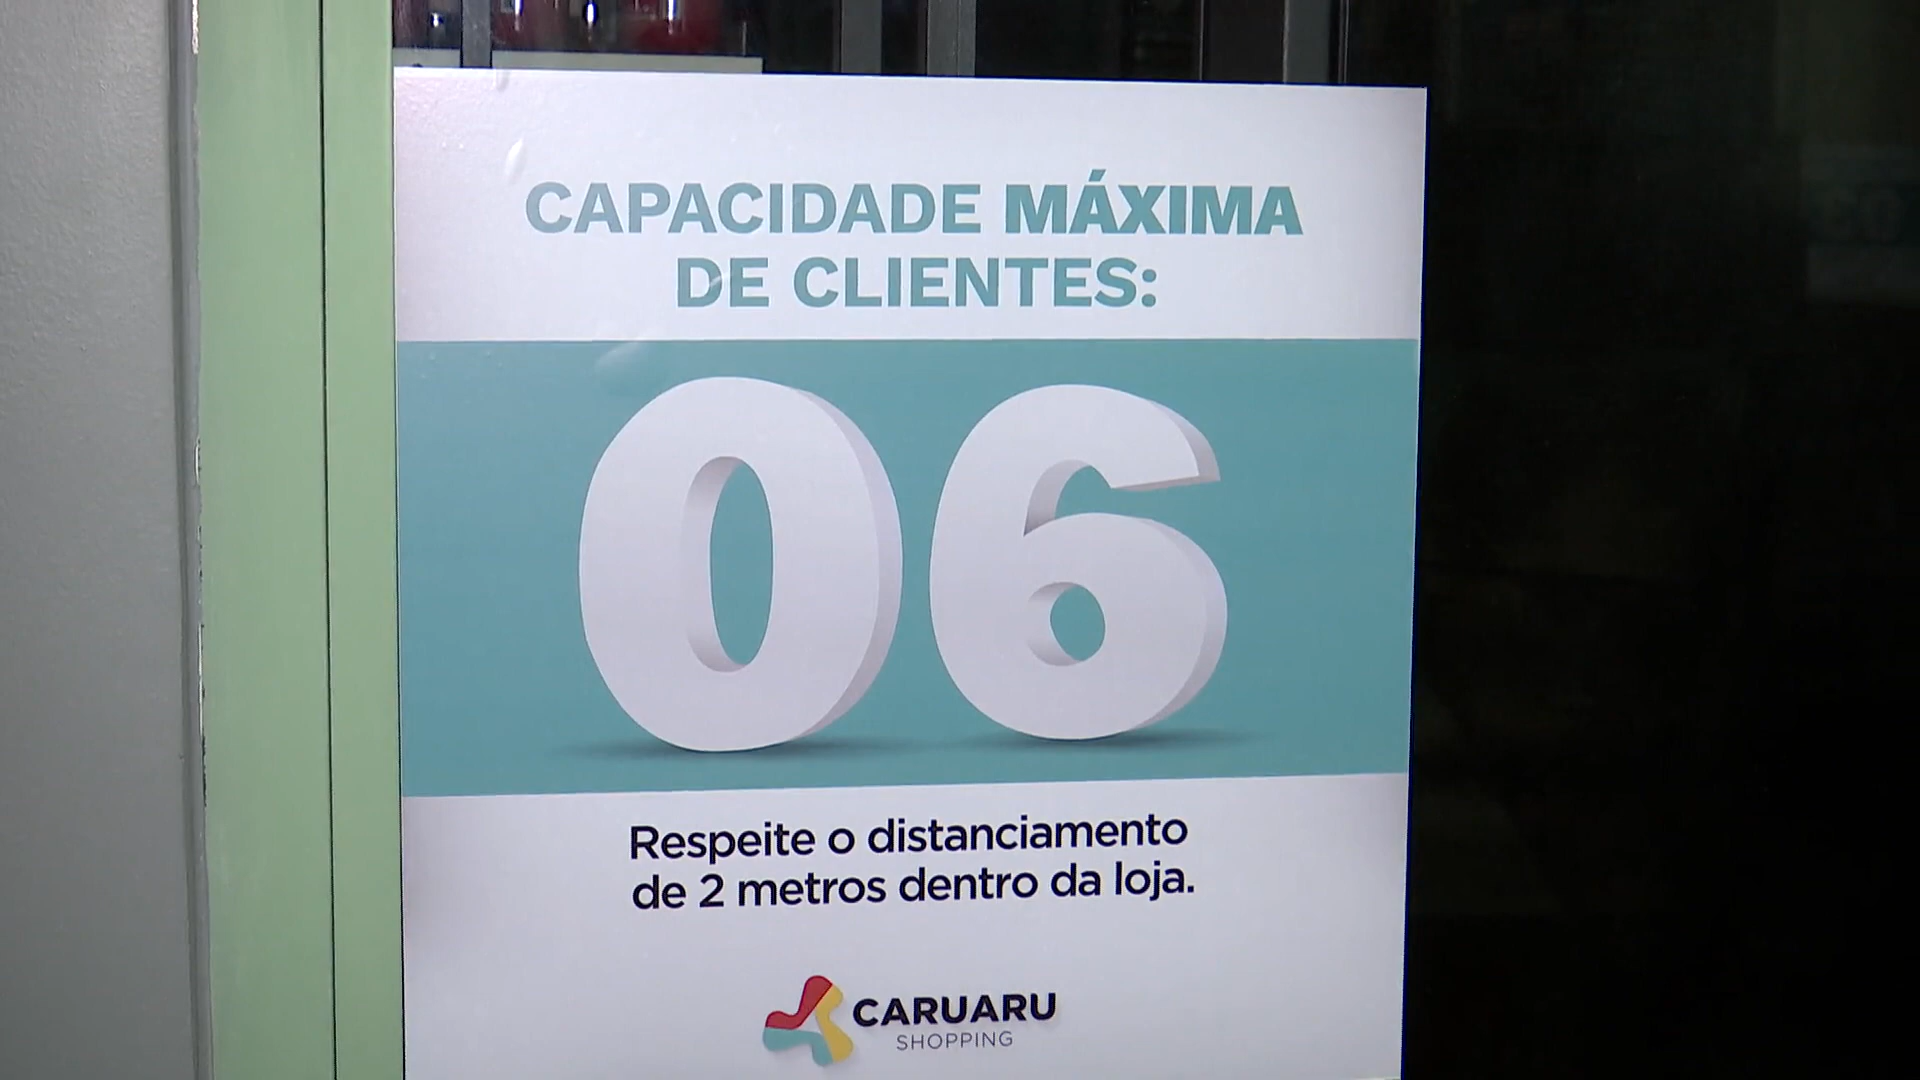 CAPACIDADE MÁXIMA
DE CLIENTES:
06
Respeite o distanciamento
de 2 metros dentro da loja.
CARUARU
SHOPPING